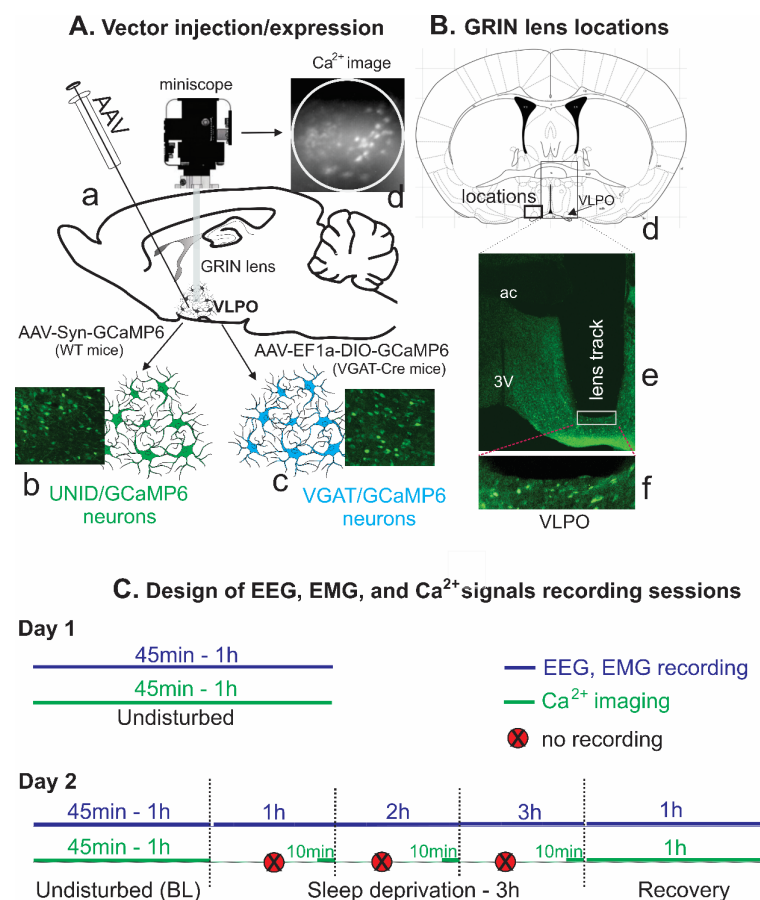 A. Vector injection/expression
AAV
miniscope
Ca2+ image
a
d
GRIN lens
VLPO
AAV-Syn-GCaMP6
(WT mice)
AAV-EF1a-DIO-GCaMP6
(VGAT-Cre mice)
b
UNID/GCaMP6
neurons
c
VGAT/GCaMP6
neurons
B. GRIN lens locations
locations
VLPO
d
ac
3V
lens track
e
f
VLPO
C. Design of EEG, EMG, and Ca2+signals recording sessions
Day 1
45min - 1h
45min - 1h
Undisturbed
EEG, EMG recording
Ca2+ imaging
X no recording
Day 2
45min - 1h 1h 2h 3h 1h
45min - 1h X 10min X 10min X 10min 1h
Undisturbed (BL) Sleep deprivation - 3h Recovery